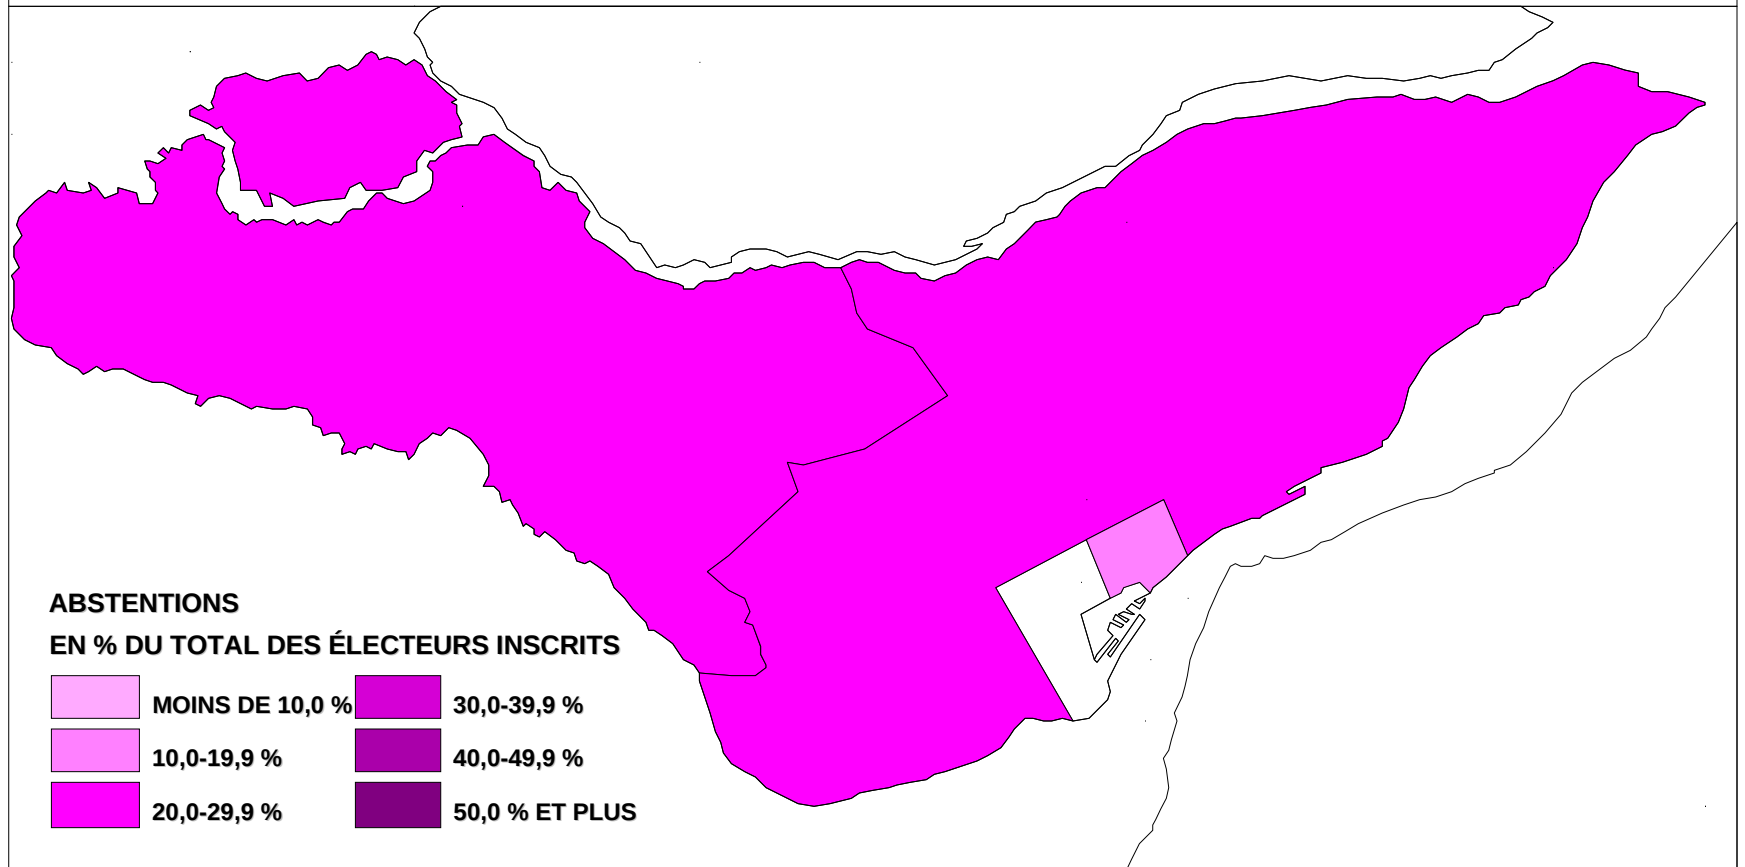 ABSTENTIONS
EN % DU TOTAL DES ÉLECTEURS INSCRITS
MOINS DE 10,0 %
10,0-19,9 %
20,0-29,9 %
30,0-39,9 %
40,0-49,9 %
50,0 % ET PLUS